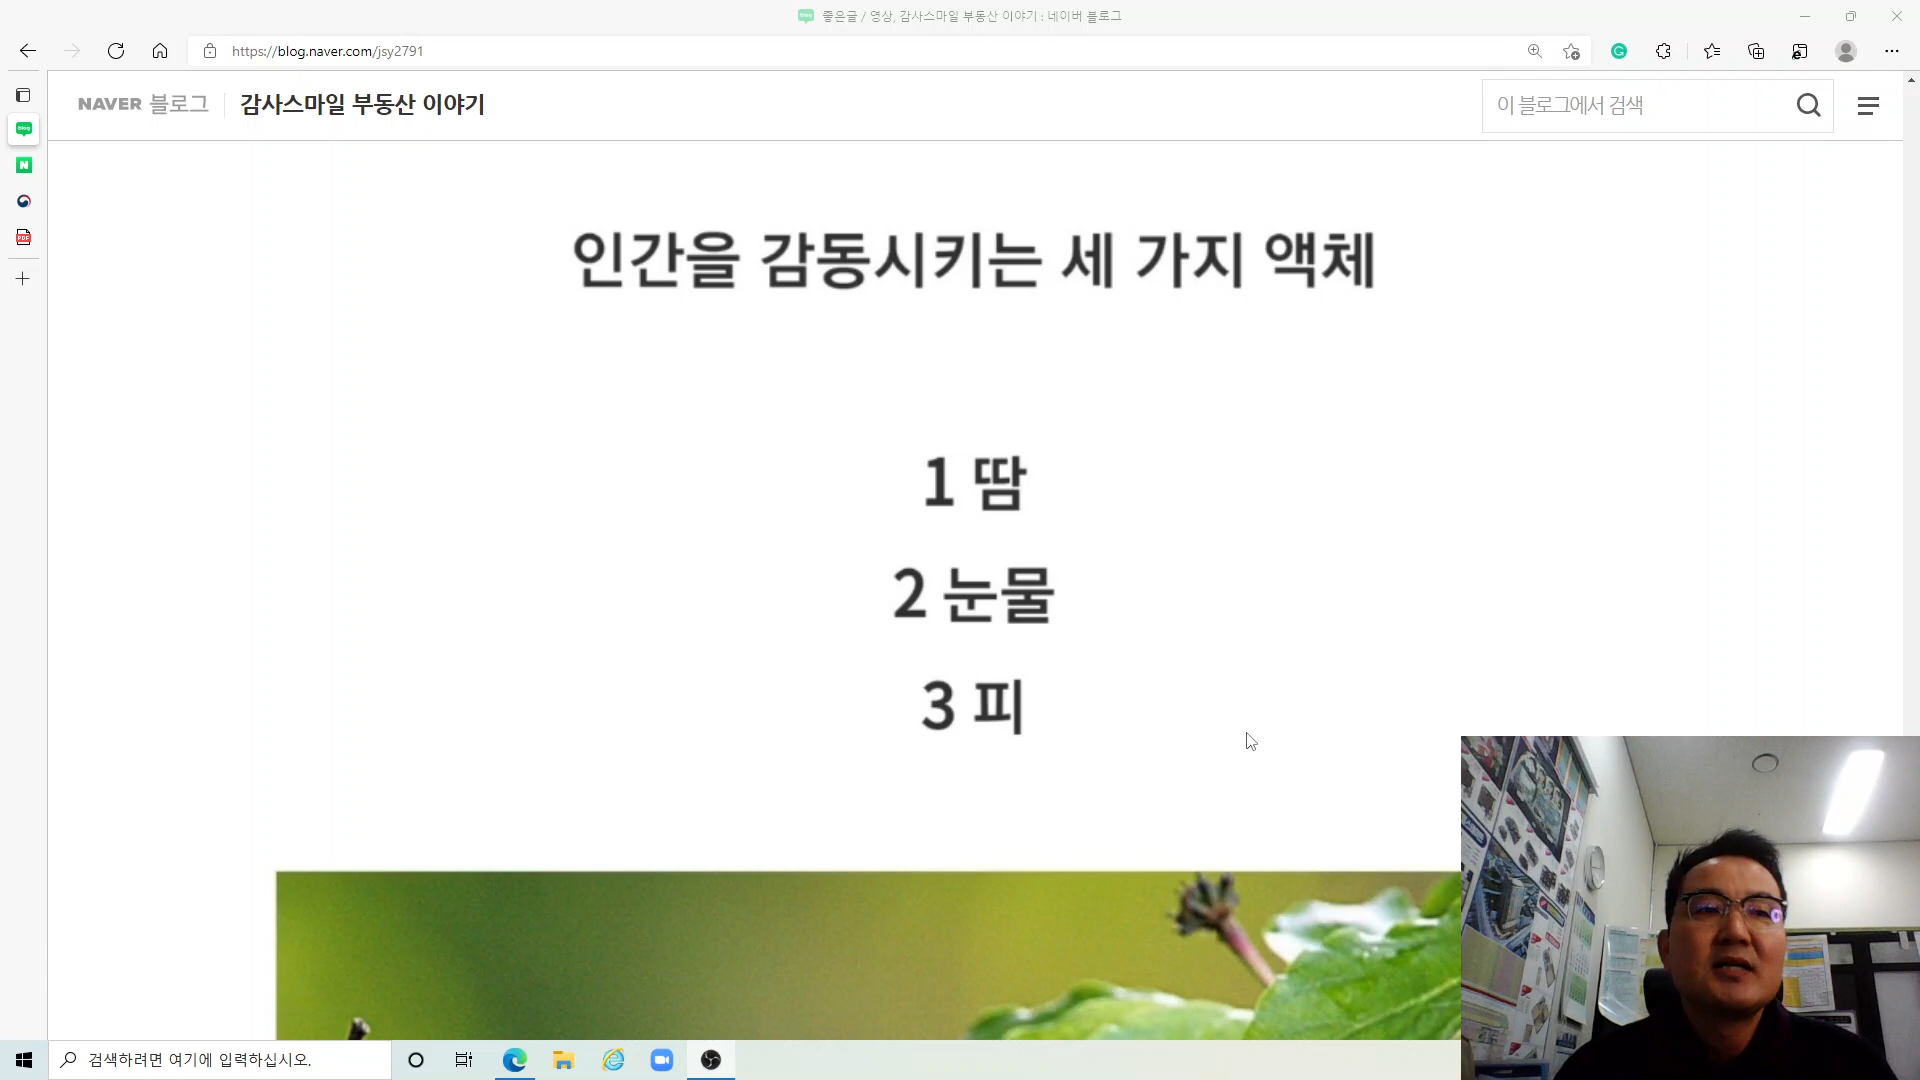 좋은글 / 영상, 감사스마일 부동산 이야기 : 네이버 블로그
https://blog.naver.com/jsy2791
NAVER 블로그
감사스마일 부동산 이야기
이 블로그에서 검색
인간을 감동시키는 세 가지 액체
1 땀
2 눈물
3 피
검색하려면 여기에 입력하십시오.